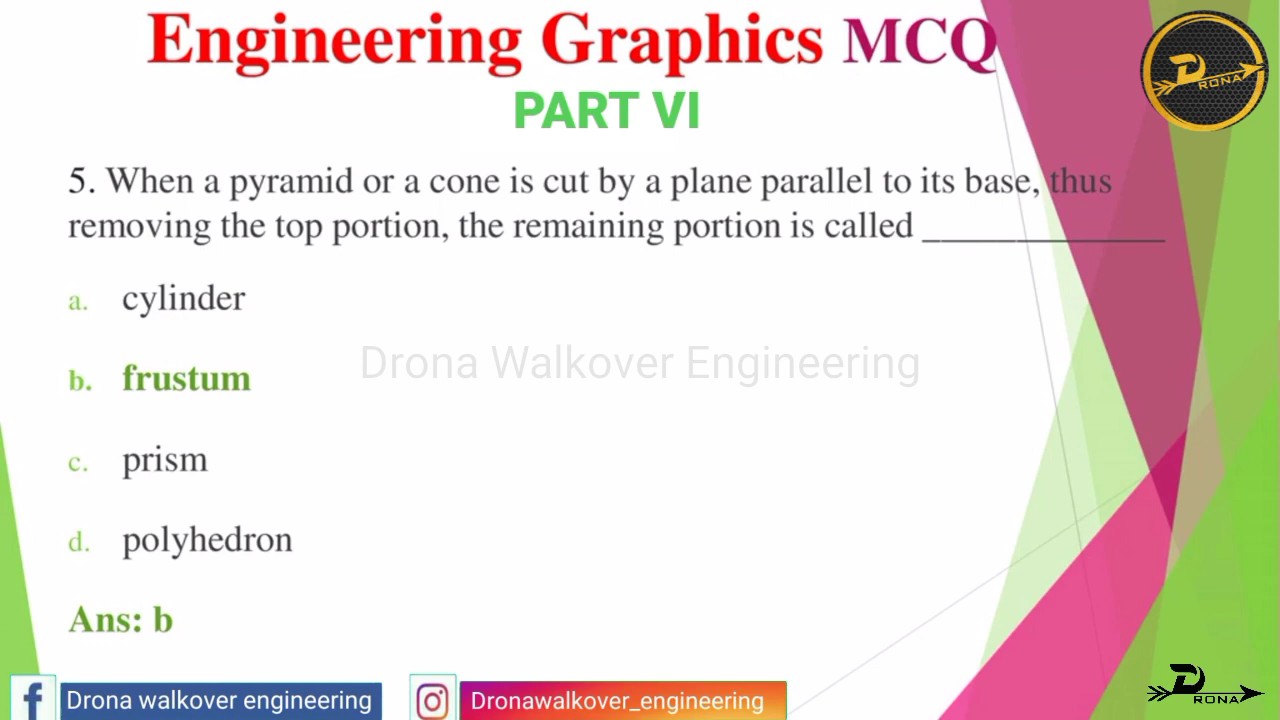 Engineering Graphics MCQ
PART VI
D
RONA
5. When a pyramid or a cone is cut by a plane parallel to its base, thus
removing the top portion, the remaining portion is called _____________
a. cylinder
Drona Walkover Engineering
b. frustum
c. prism
d. polyhedron
Ans: b
f Drona walkover engineering
Dronawalkover_engineering
D
RONA